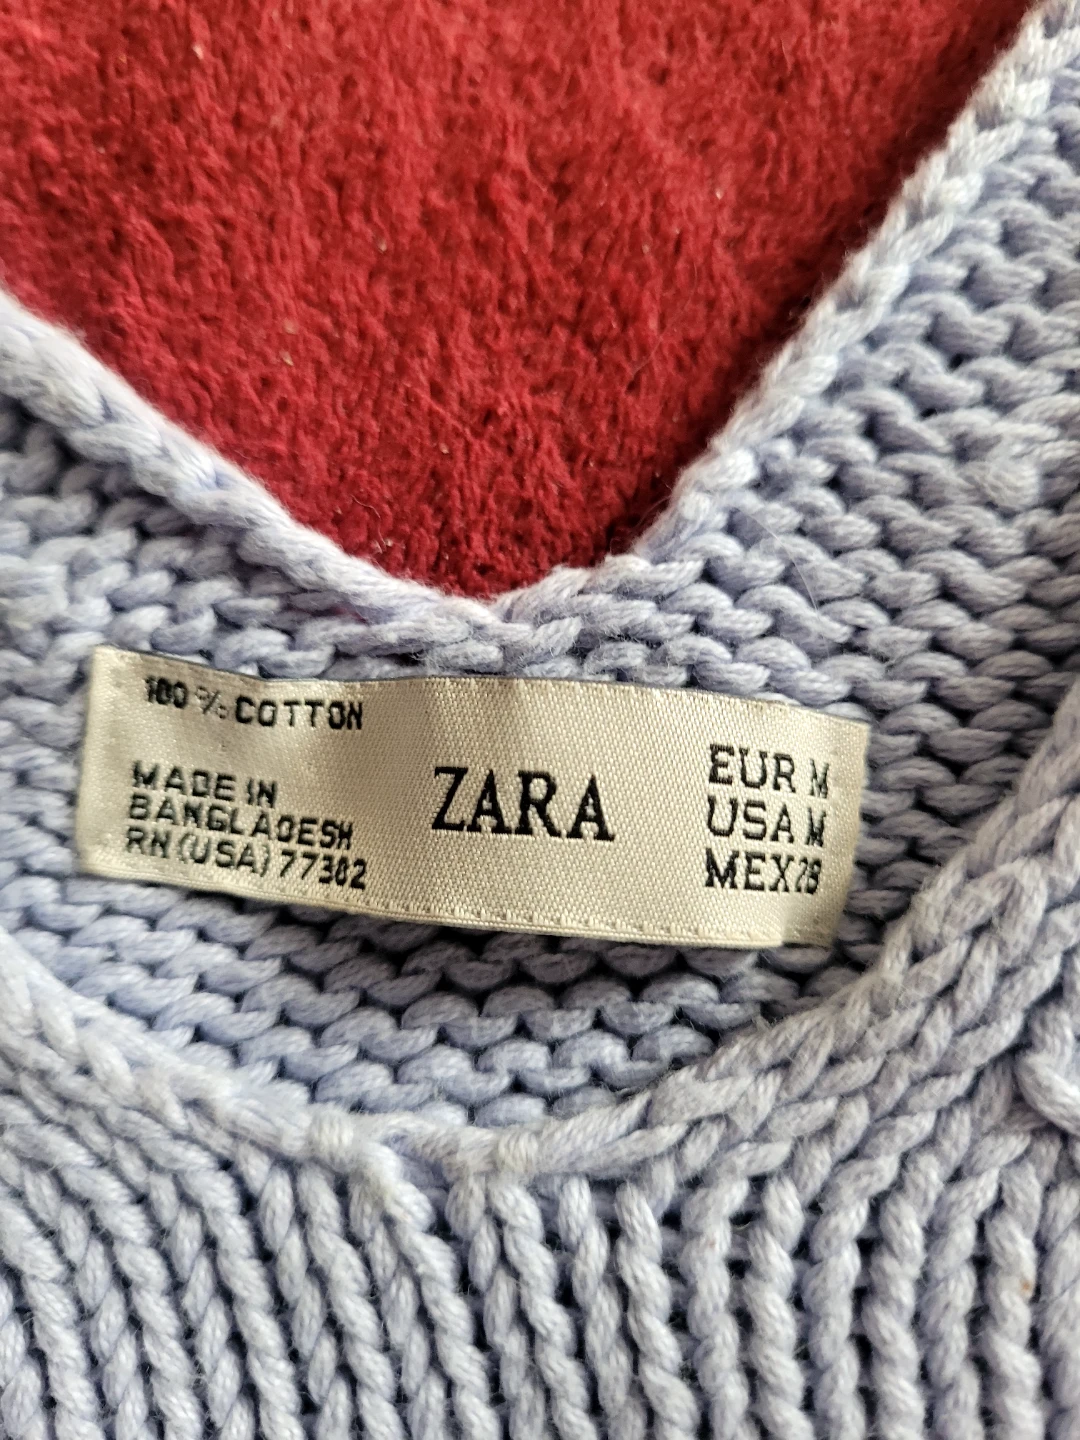 100 % COTTON
MADE IN
BANGLADESH
RN (USA) 77302
ZARA
EUR M
USA M
MEX 28